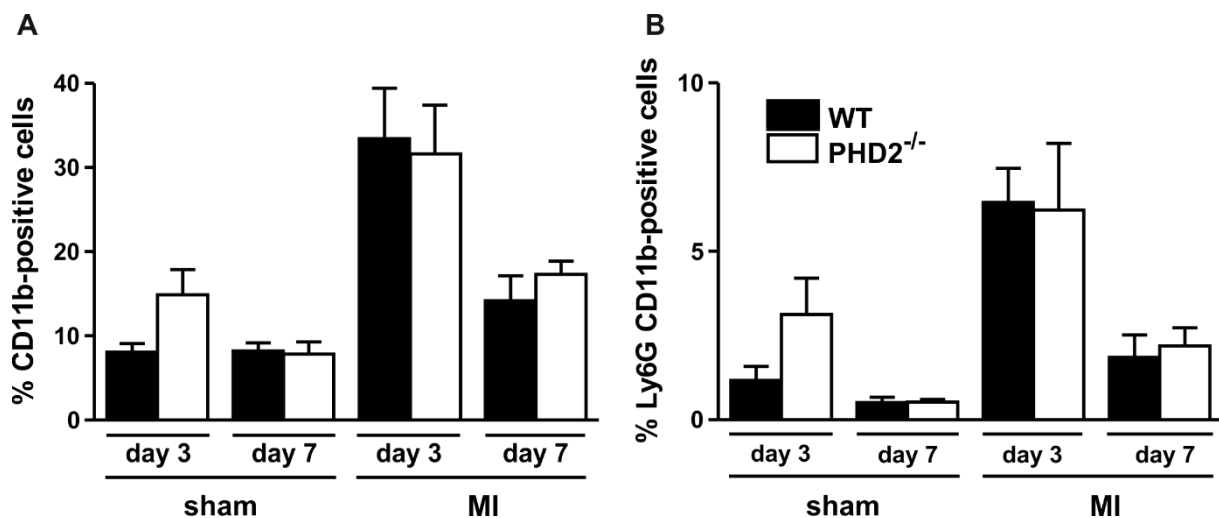 A
% CD11b-positive cells
40
30
20
10
0
day 3 day 7 day 3 day 7
sham MI
B
% Ly6G CD11b-positive cells
10
5
0
WT
PHD2-/-
day 3 day 7 day 3 day 7
sham MI